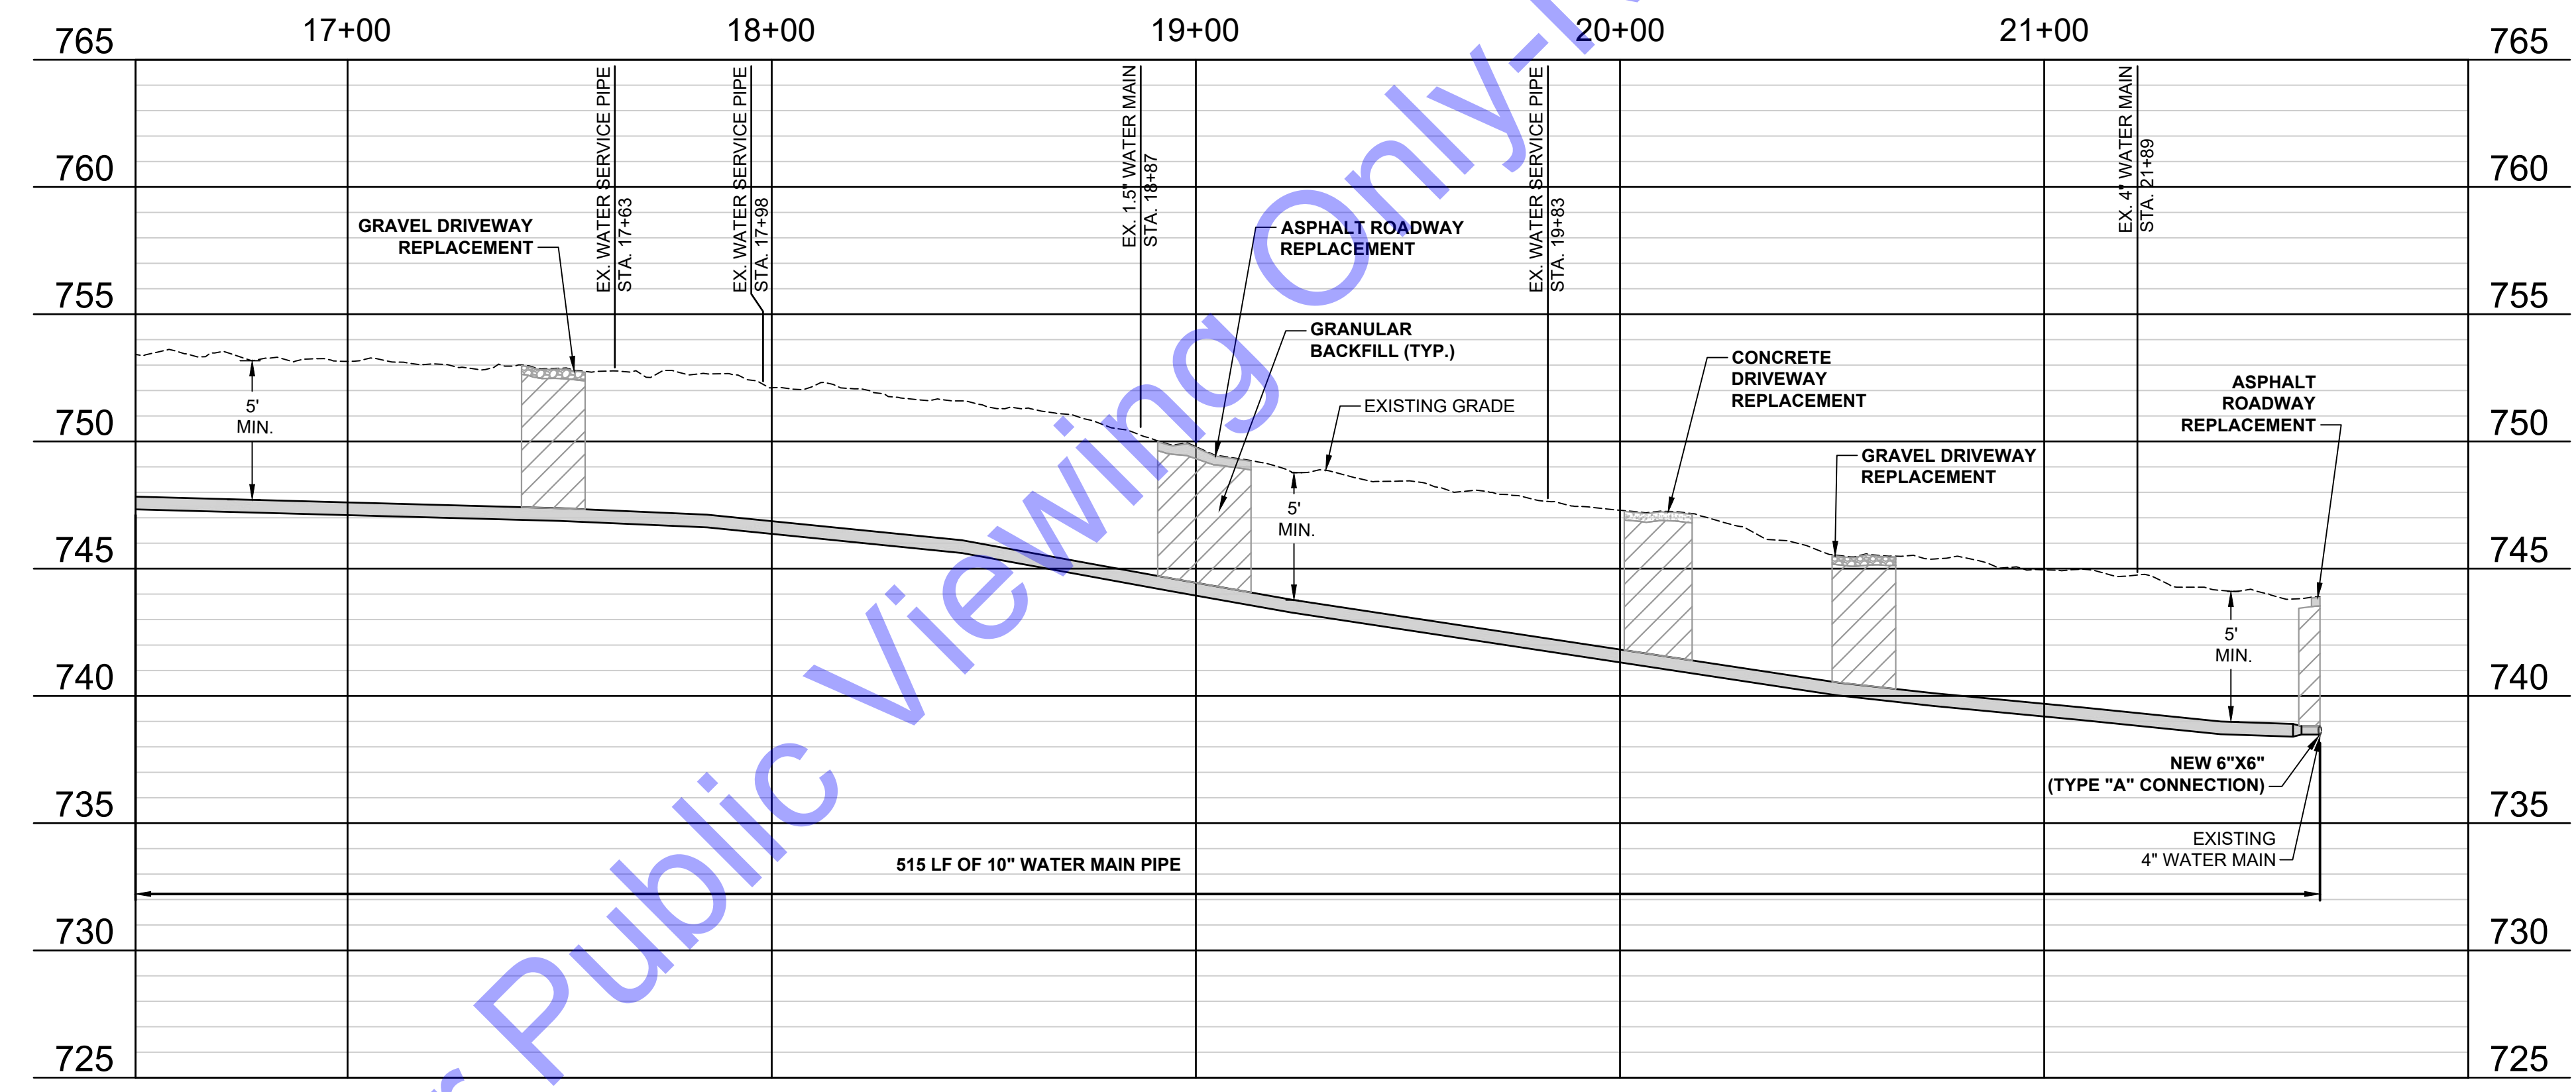 17+00
18+00
19+00
20+00
21+00
765
765
760
760
755
755
750
750
745
745
740
740
735
735
730
730
725
725
EX. WATER SERVICE PIPE
STA. 17+63
EX. WATER SERVICE PIPE
STA. 17+98
EX. 1.5" WATER MAIN
STA. 18+87
EX. WATER SERVICE PIPE
STA. 19+83
EX. 4" WATER MAIN
STA. 21+89
GRAVEL DRIVEWAY
REPLACEMENT
ASPHALT ROADWAY
REPLACEMENT
GRANULAR
BACKFILL (TYP.)
EXISTING GRADE
CONCRETE
DRIVEWAY
REPLACEMENT
GRAVEL DRIVEWAY
REPLACEMENT
ASPHALT
ROADWAY
REPLACEMENT
5'
MIN.
5'
MIN.
5'
MIN.
NEW 6"X6"
(TYPE "A" CONNECTION)
EXISTING
4" WATER MAIN
515 LF OF 10" WATER MAIN PIPE
Public Viewing Only-